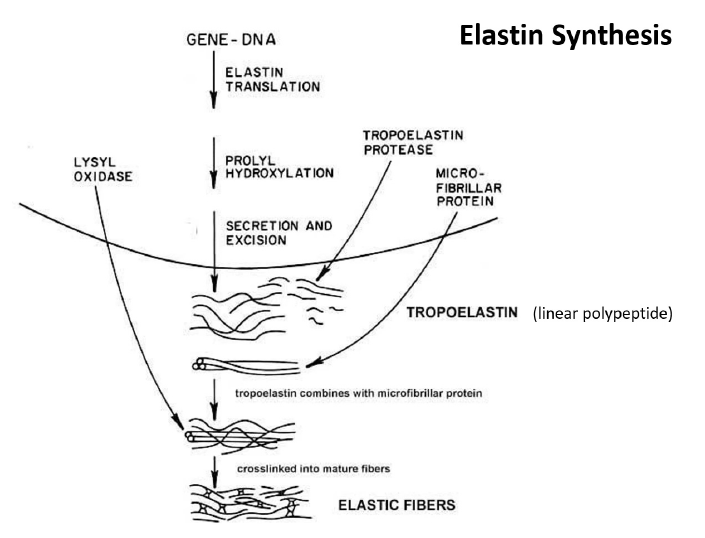 Elastin Synthesis
GENE-DNA
ELASTIN
TRANSLATION
TROPOELASTIN
PROTEASE
LYSYL
OXIDASE
PROLYL
HYDROXYLATION
MICRO-
FIBRILLAR
PROTEIN
SECRETION AND
EXCISION
TROPOELASTIN (linear polypeptide)
tropoelastin combines with microfibrillar protein
crosslinked into mature fibers
ELASTIC FIBERS